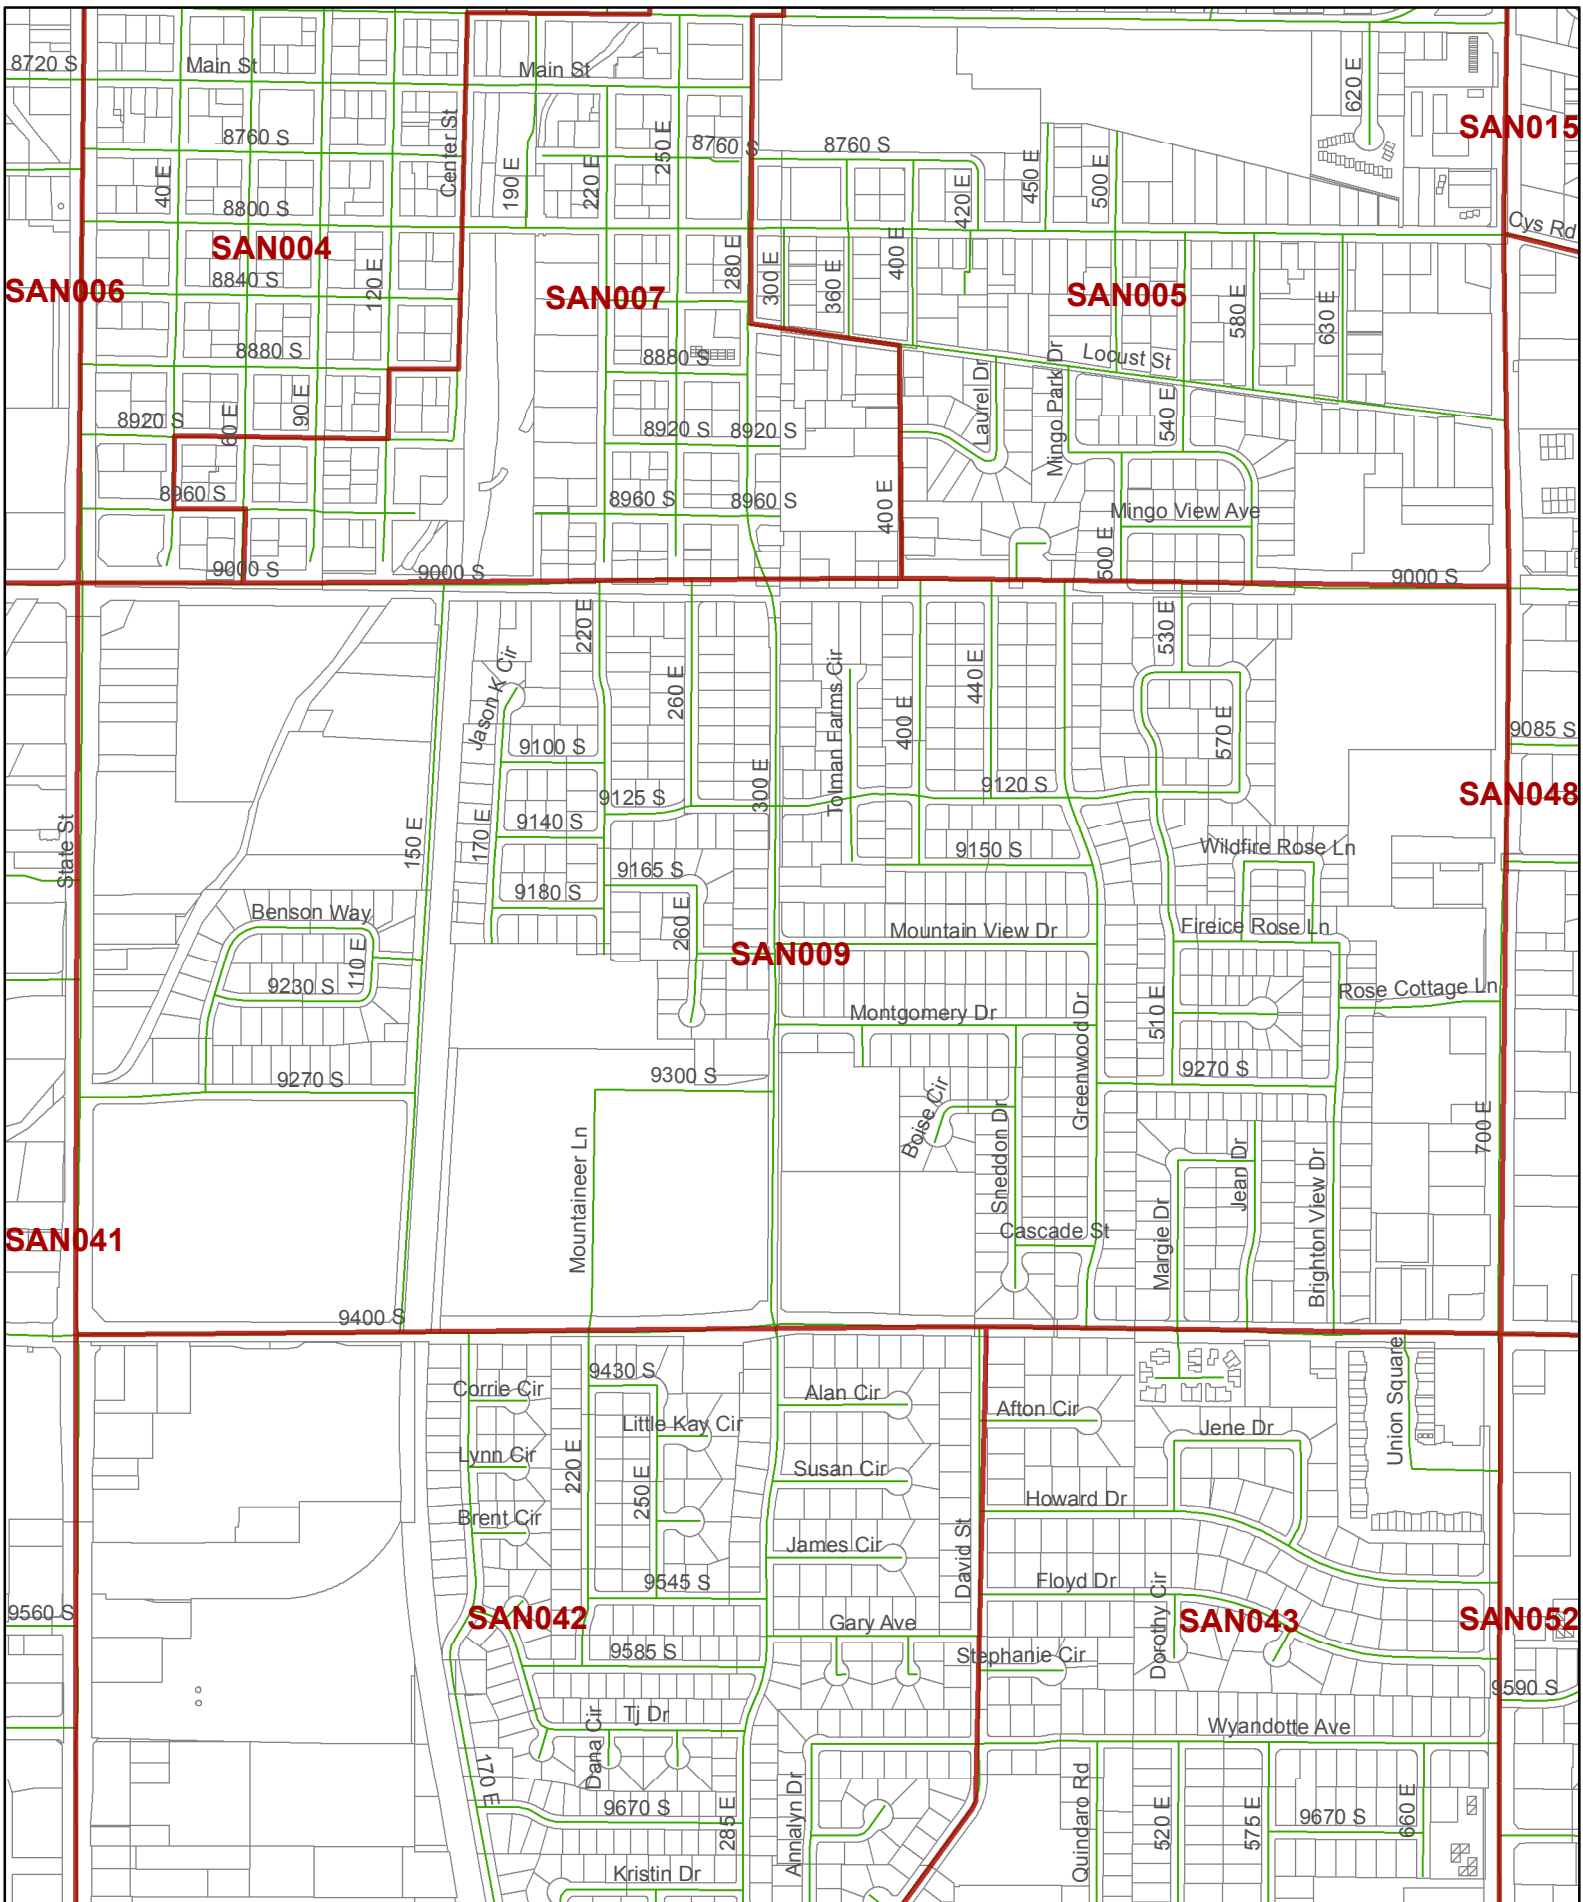 8720 S
Main St
Main St
620 E
SAN015
8760 S
Center St
250 E
8760 S
8760 S
40 E
190 E
220 E
420 E
450 E
500 E
8800 S
Cys Rd
SAN004
280 E
300 E
360 E
400 E
SAN006
8840 S
120 E
SAN007
SAN005
580 E
630 E
8880 S
8880 S
Locust St
Laurel Dr
Mingo Park Dr
540 E
8920 S
60 E
90 E
8920 S
8920 S
8960 S
8960 S
8960 S
400 E
Mingo View Ave
500 E
9000 S
9000 S
9000 S
220 E
530 E
Jason K Cir
260 E
Tolman Farms Cir
400 E
440 E
570 E
9085 S
9100 S
300 E
9125 S
9120 S
SAN048
State St
150 E
170 E
9140 S
9150 S
Wildfire Rose Ln
9165 S
9180 S
Benson Way
260 E
Mountain View Dr
Fireice Rose Ln
110 E
SAN009
9230 S
Rose Cottage Ln
Montgomery Dr
510 E
Greenwood Dr
9270 S
9300 S
9270 S
Boise Cir
Sneddon Dr
700 E
Mountaineer Ln
Jean Dr
Margie Dr
Brighton View Dr
SAN041
Cascade St
9400 S
9430 S
Union Square
Corrie Cir
Alan Cir
Afton Cir
Little Kay Cir
Jene Dr
Lynn Cir
220 E
250 E
Susan Cir
Howard Dr
Brent Cir
James Cir
David St
9545 S
Floyd Dr
Dorothy Cir
9560 S
SAN042
Gary Ave
SAN043
SAN052
9585 S
Stephanie Cir
9590 S
Tj Dr
Dana Cir
Wyandotte Ave
170 E
9670 S
285 E
Annalyn Dr
Quindaro Rd
520 E
575 E
9670 S
660 E
Kristin Dr